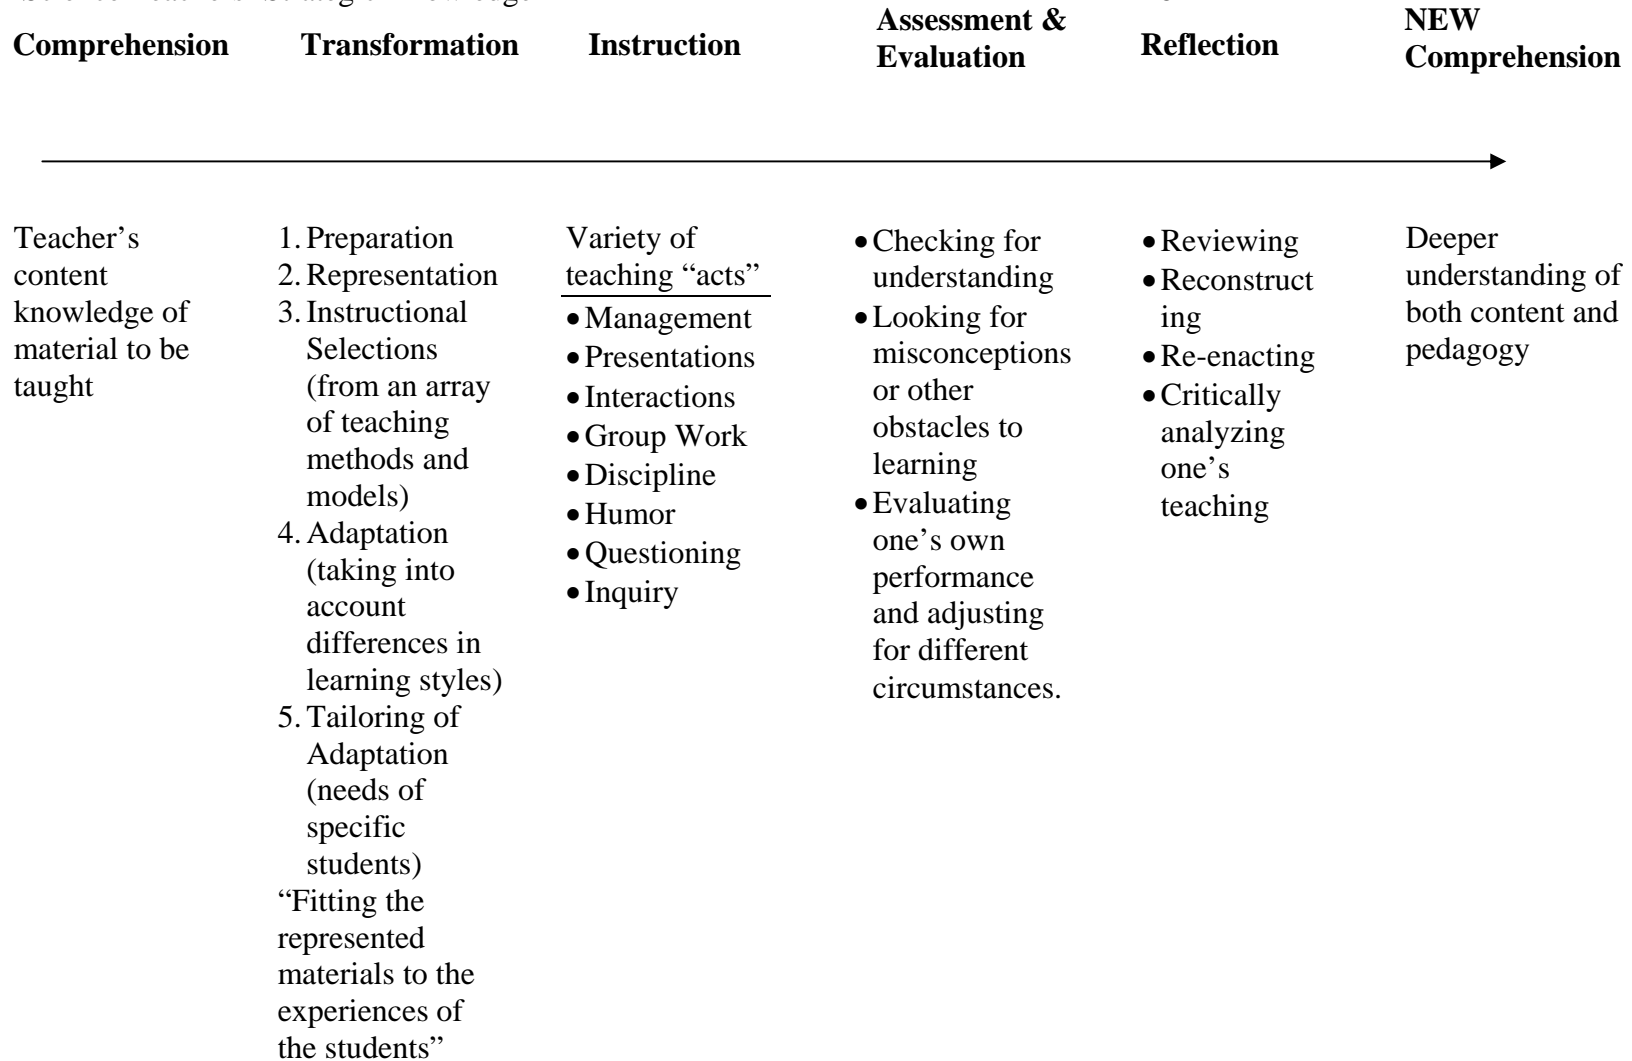 Comprehension
Transformation
Instruction
Assessment &
Evaluation
Reflection
NEW
Comprehension
Teacher’s
content
knowledge of
material to be
taught
1. Preparation
2. Representation
3. Instructional
Selections
(from an array
of teaching
methods and
models)
4. Adaptation
(taking into
account
differences in
learning styles)
5. Tailoring of
Adaptation
(needs of
specific
students)
“Fitting the
represented
materials to the
experiences of
the students”
Variety of
teaching “acts”
• Management
• Presentations
• Interactions
• Group Work
• Discipline
• Humor
• Questioning
• Inquiry
• Checking for
understanding
• Looking for
misconceptions
or other
obstacles to
learning
• Evaluating
one’s own
performance
and adjusting
for different
circumstances.
• Reviewing
• Reconstruct
ing
• Re-enacting
• Critically
analyzing
one’s
teaching
Deeper
understanding of
both content and
pedagogy